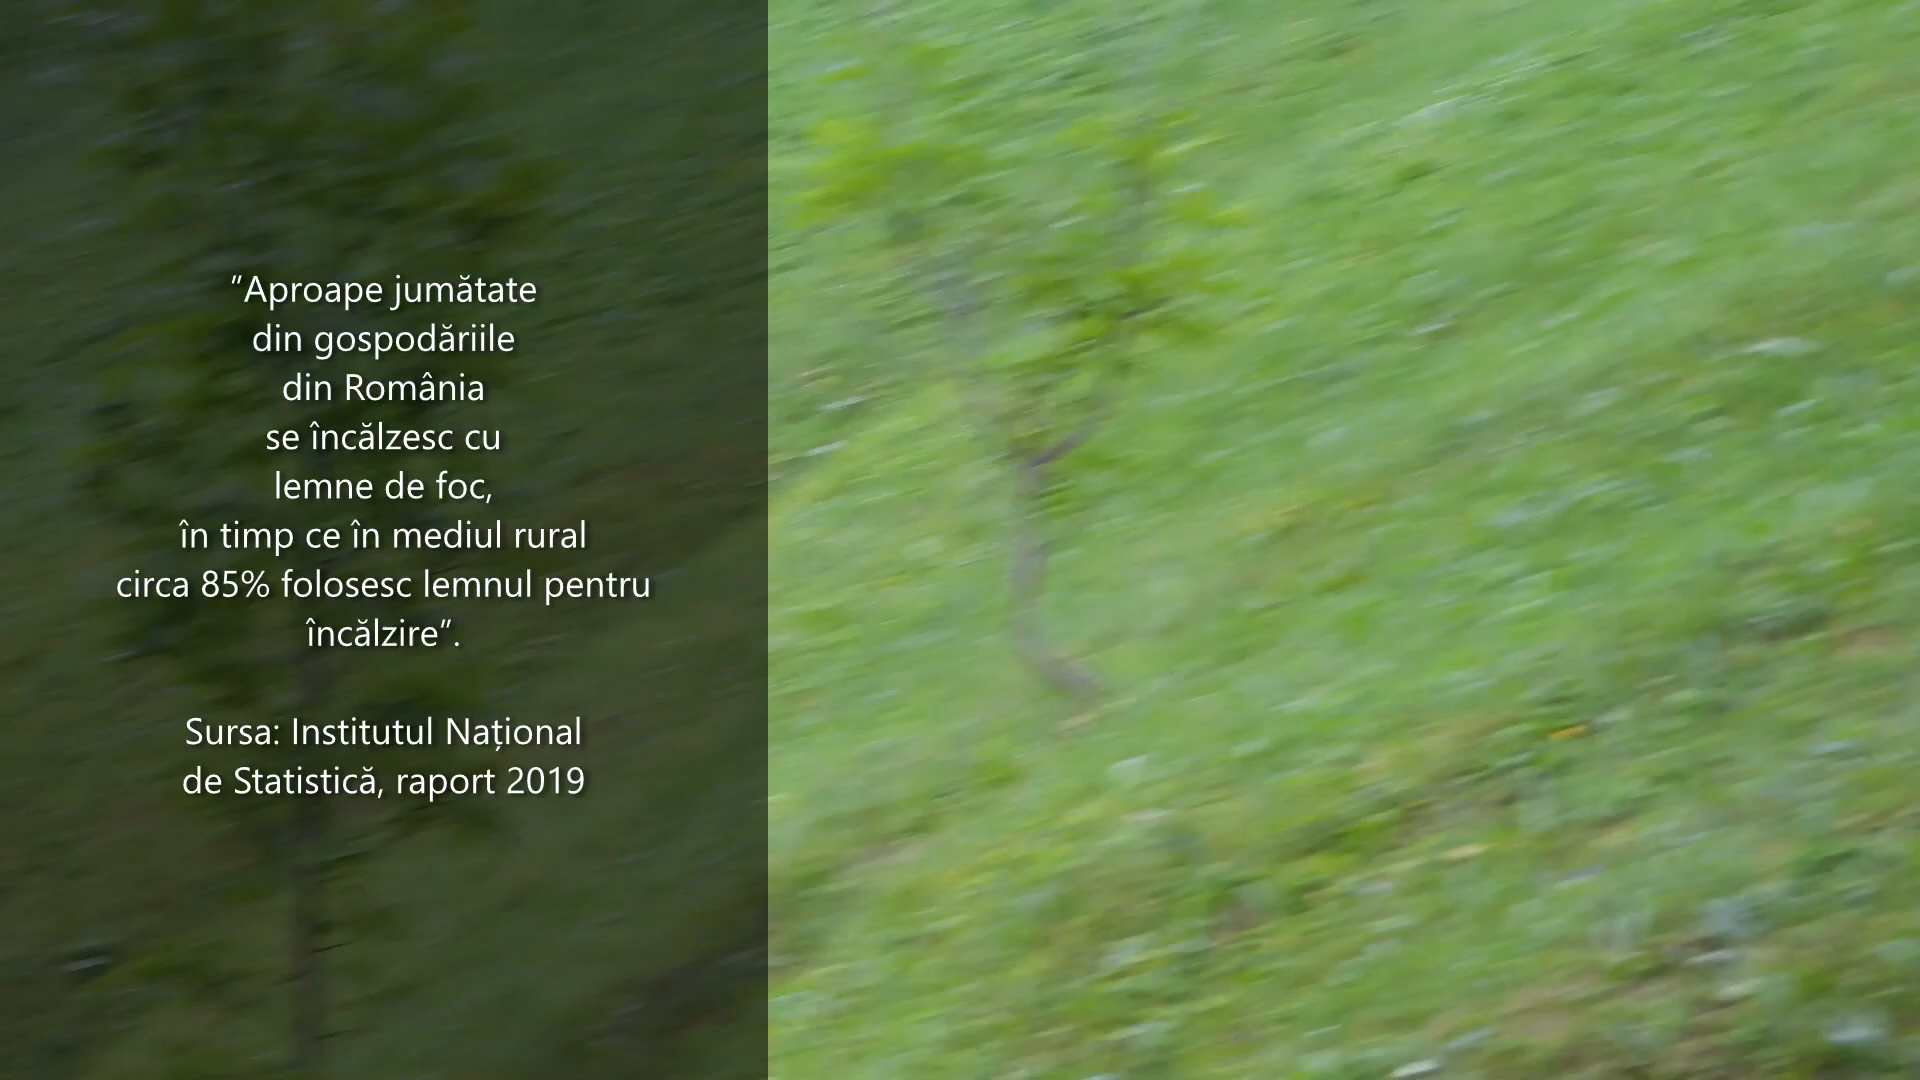 ”Aproape jumătate
din gospodăriile
din România
se încălzesc cu
lemne de foc,
în timp ce în mediul rural
circa 85% folosesc lemnul pentru
încălzire”.
Sursa: Institutul Național
de Statistică, raport 2019